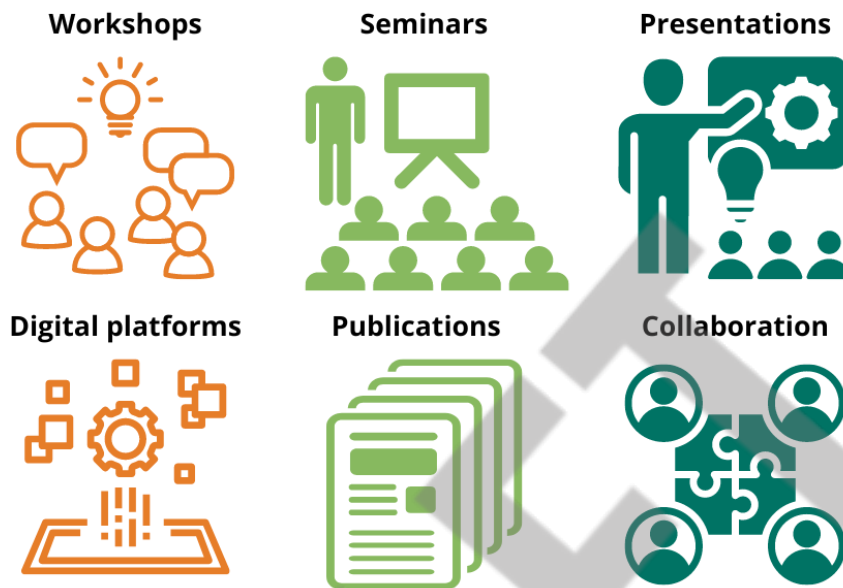 Workshops
Seminars
Presentations
Digital platforms
Publications
Collaboration